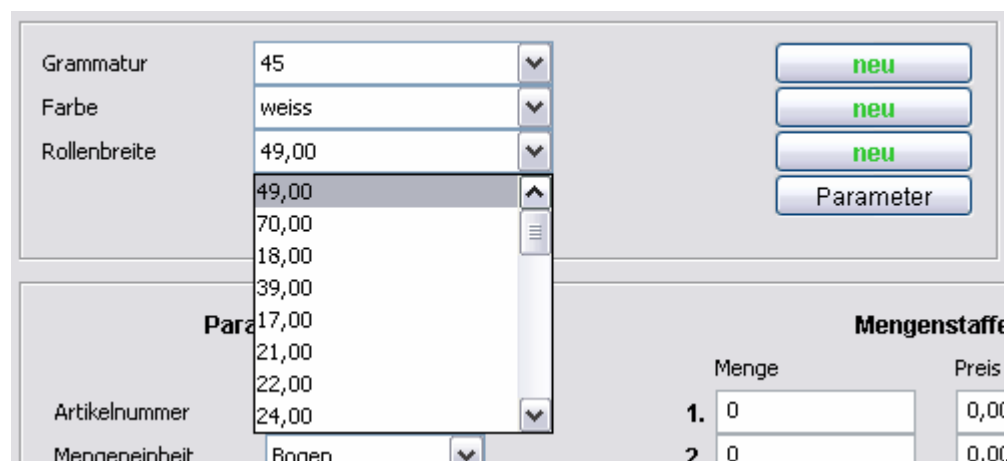 Grammatur 45 neu
Farbe weiss neu
Rollenbreite 49,00 neu
49,00 Parameter
70,00
18,00
39,00
17,00
21,00
22,00
24,00
Mengenstaffe
Menge Preis
Artikelnummer 1. 0 0,00
Mengeneinheit Bogen 2 0 0,00